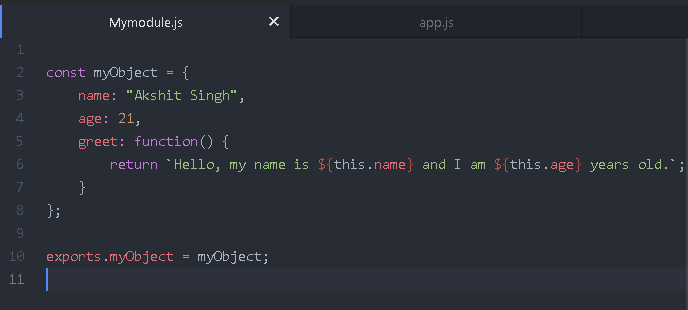 Mymodule.js × app.js
1
2 const myObject = {
3     name: "Akshit Singh",
4     age: 21,
5     greet: function() {
6         return `Hello, my name is ${this.name} and I am ${this.age} years old.`;
7     }
8 };
9
10 exports.myObject = myObject;
11